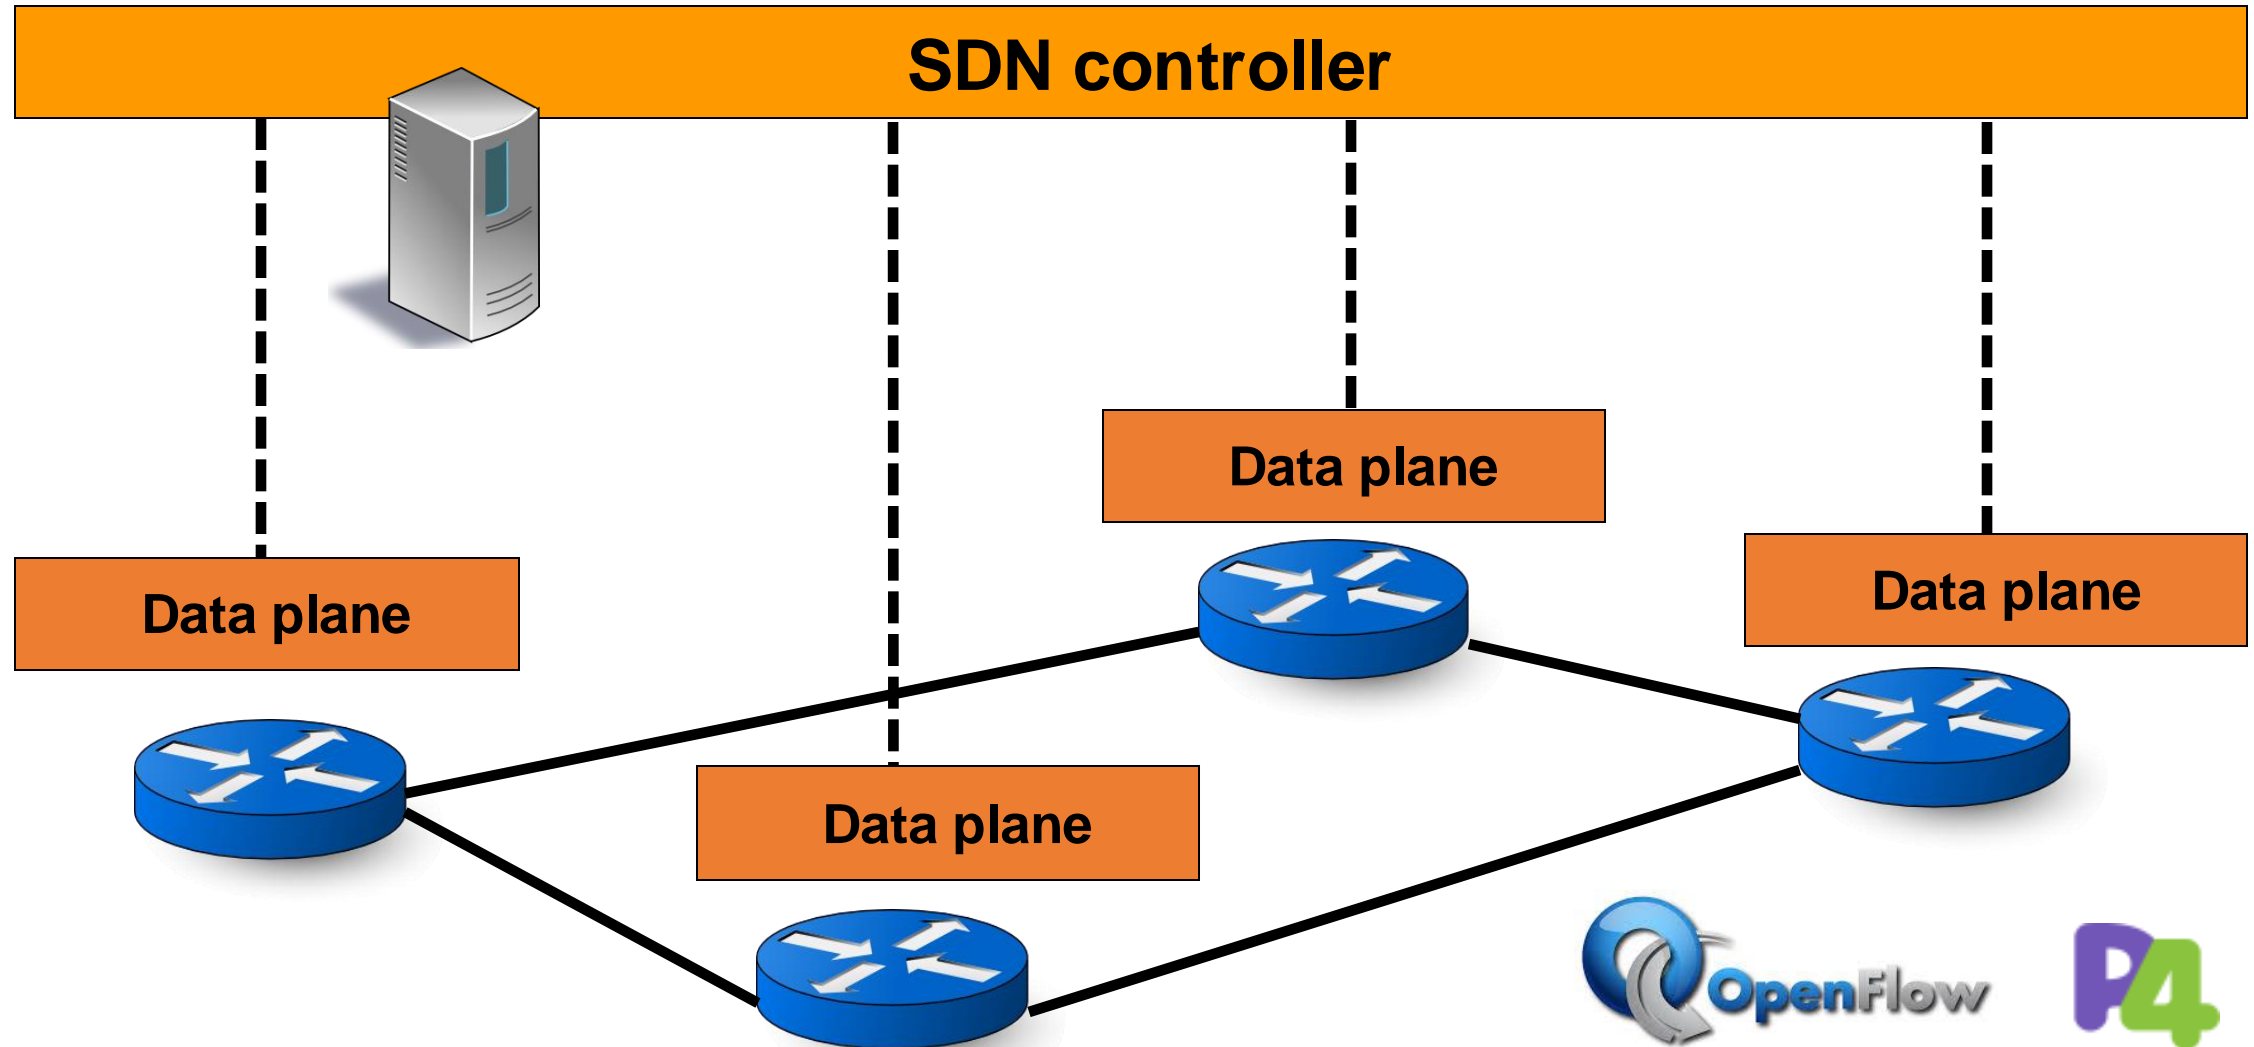 SDN controller
Data plane
Data plane
Data plane
Data plane
OpenFlow
P4